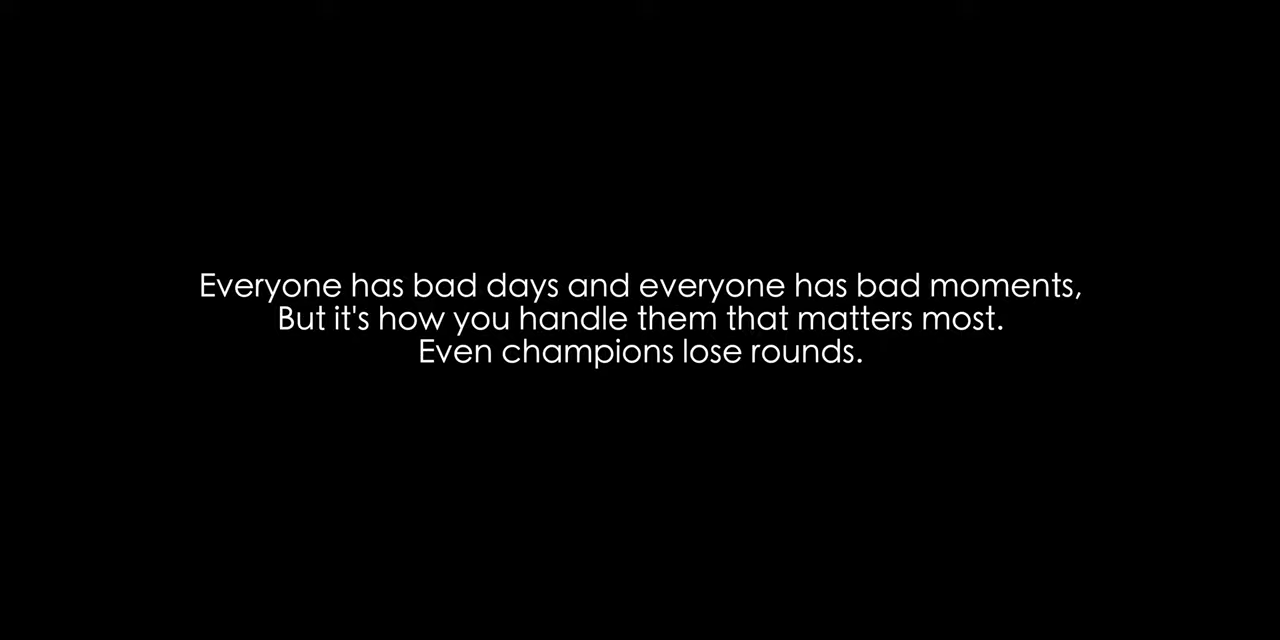 Everyone has bad days and everyone has bad moments,
But it's how you handle them that matters most.
Even champions lose rounds.